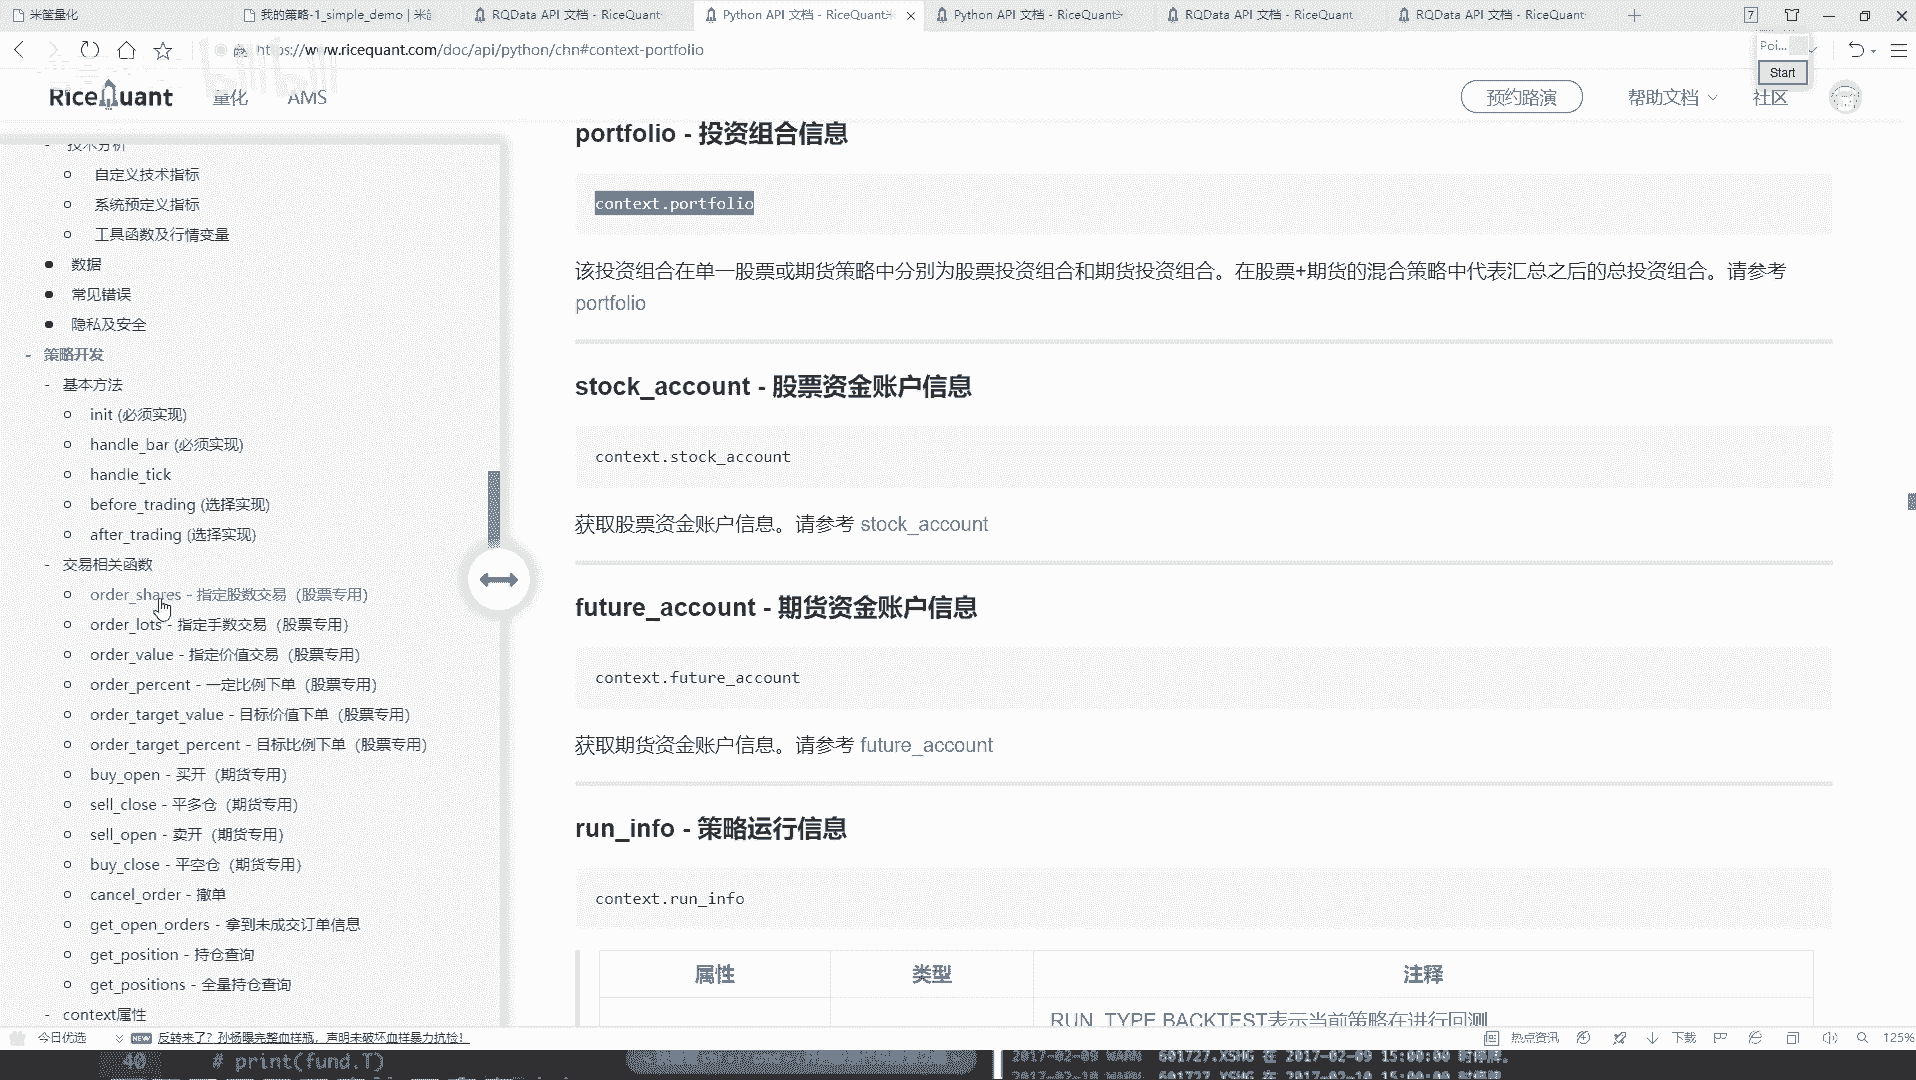 米筐量化
我的策略-1_simple_demo | 米筐
RQData API 文档 - RiceQuant
Python API 文档 - RiceQuant
Python API 文档 - RiceQuant
RQData API 文档 - RiceQuant
RQData API 文档 - RiceQuant
7
https://www.ricequant.com/doc/api/python/chn#context-portfolio
Poi...
Start
RiceQuant
量化
AMS
预约路演
帮助文档
社区
- 技术分析
自定义技术指标
系统预定义指标
工具函数及行情变量
数据
常见错误
隐私及安全
- 策略开发
- 基本方法
init (必须实现)
handle_bar (必须实现)
handle_tick
before_trading (选择实现)
after_trading (选择实现)
- 交易相关函数
order_shares - 指定股数交易（股票专用）
order_lots - 指定手数交易（股票专用）
order_value - 指定价值交易（股票专用）
order_percent - 一定比例下单（股票专用）
order_target_value - 目标价值下单（股票专用）
order_target_percent - 目标比例下单（股票专用）
buy_open - 买开（期货专用）
sell_close - 平多仓（期货专用）
sell_open - 卖开（期货专用）
buy_close - 平空仓（期货专用）
cancel_order - 撤单
get_open_orders - 拿到未成交订单信息
get_position - 持仓查询
get_positions - 全量持仓查询
- context属性
portfolio - 投资组合信息
context.portfolio
该投资组合在单一股票或期货策略中分别为股票投资组合和期货投资组合。在股票+期货的混合策略中代表汇总之后的总投资组合。请参考
portfolio
stock_account - 股票资金账户信息
context.stock_account
获取股票资金账户信息。请参考 stock_account
future_account - 期货资金账户信息
context.future_account
获取期货资金账户信息。请参考 future_account
run_info - 策略运行信息
context.run_info
属性
类型
注释
RUN_TYPE.BACKTEST表示当前策略在进行回测
今日优选
NEW
反转来了？孙杨曝完整血样瓶，声明未破坏血样暴力抗检！
热点资讯
下载
125%
40 # print(fund.T)
2017-02-09 WARN 601727.XSHG 在 2017-02-09 15:00:00 时停牌。
2017-02-10 WARN 601727.XSHG 在 2017-02-10 15:00:00 时停牌。